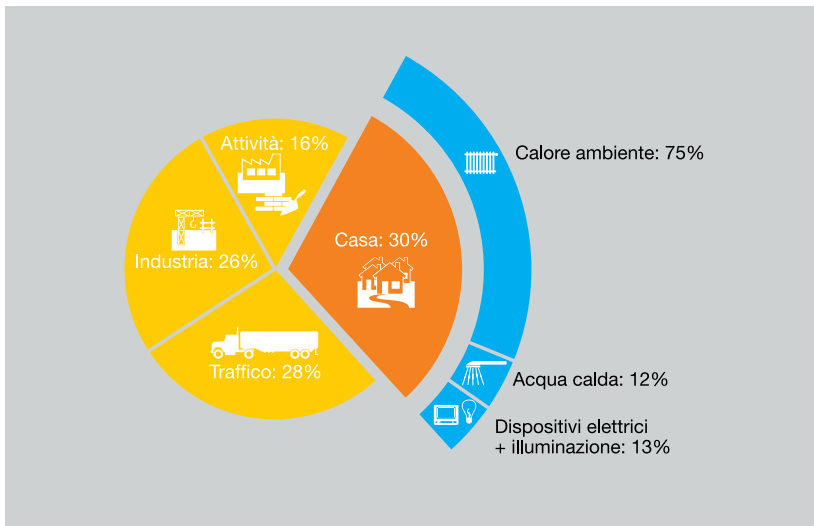 Attività: 16%
Calore ambiente: 75%
Casa: 30%
Industria: 26%
Traffico: 28%
Acqua calda: 12%
Dispositivi elettrici
+ illuminazione: 13%